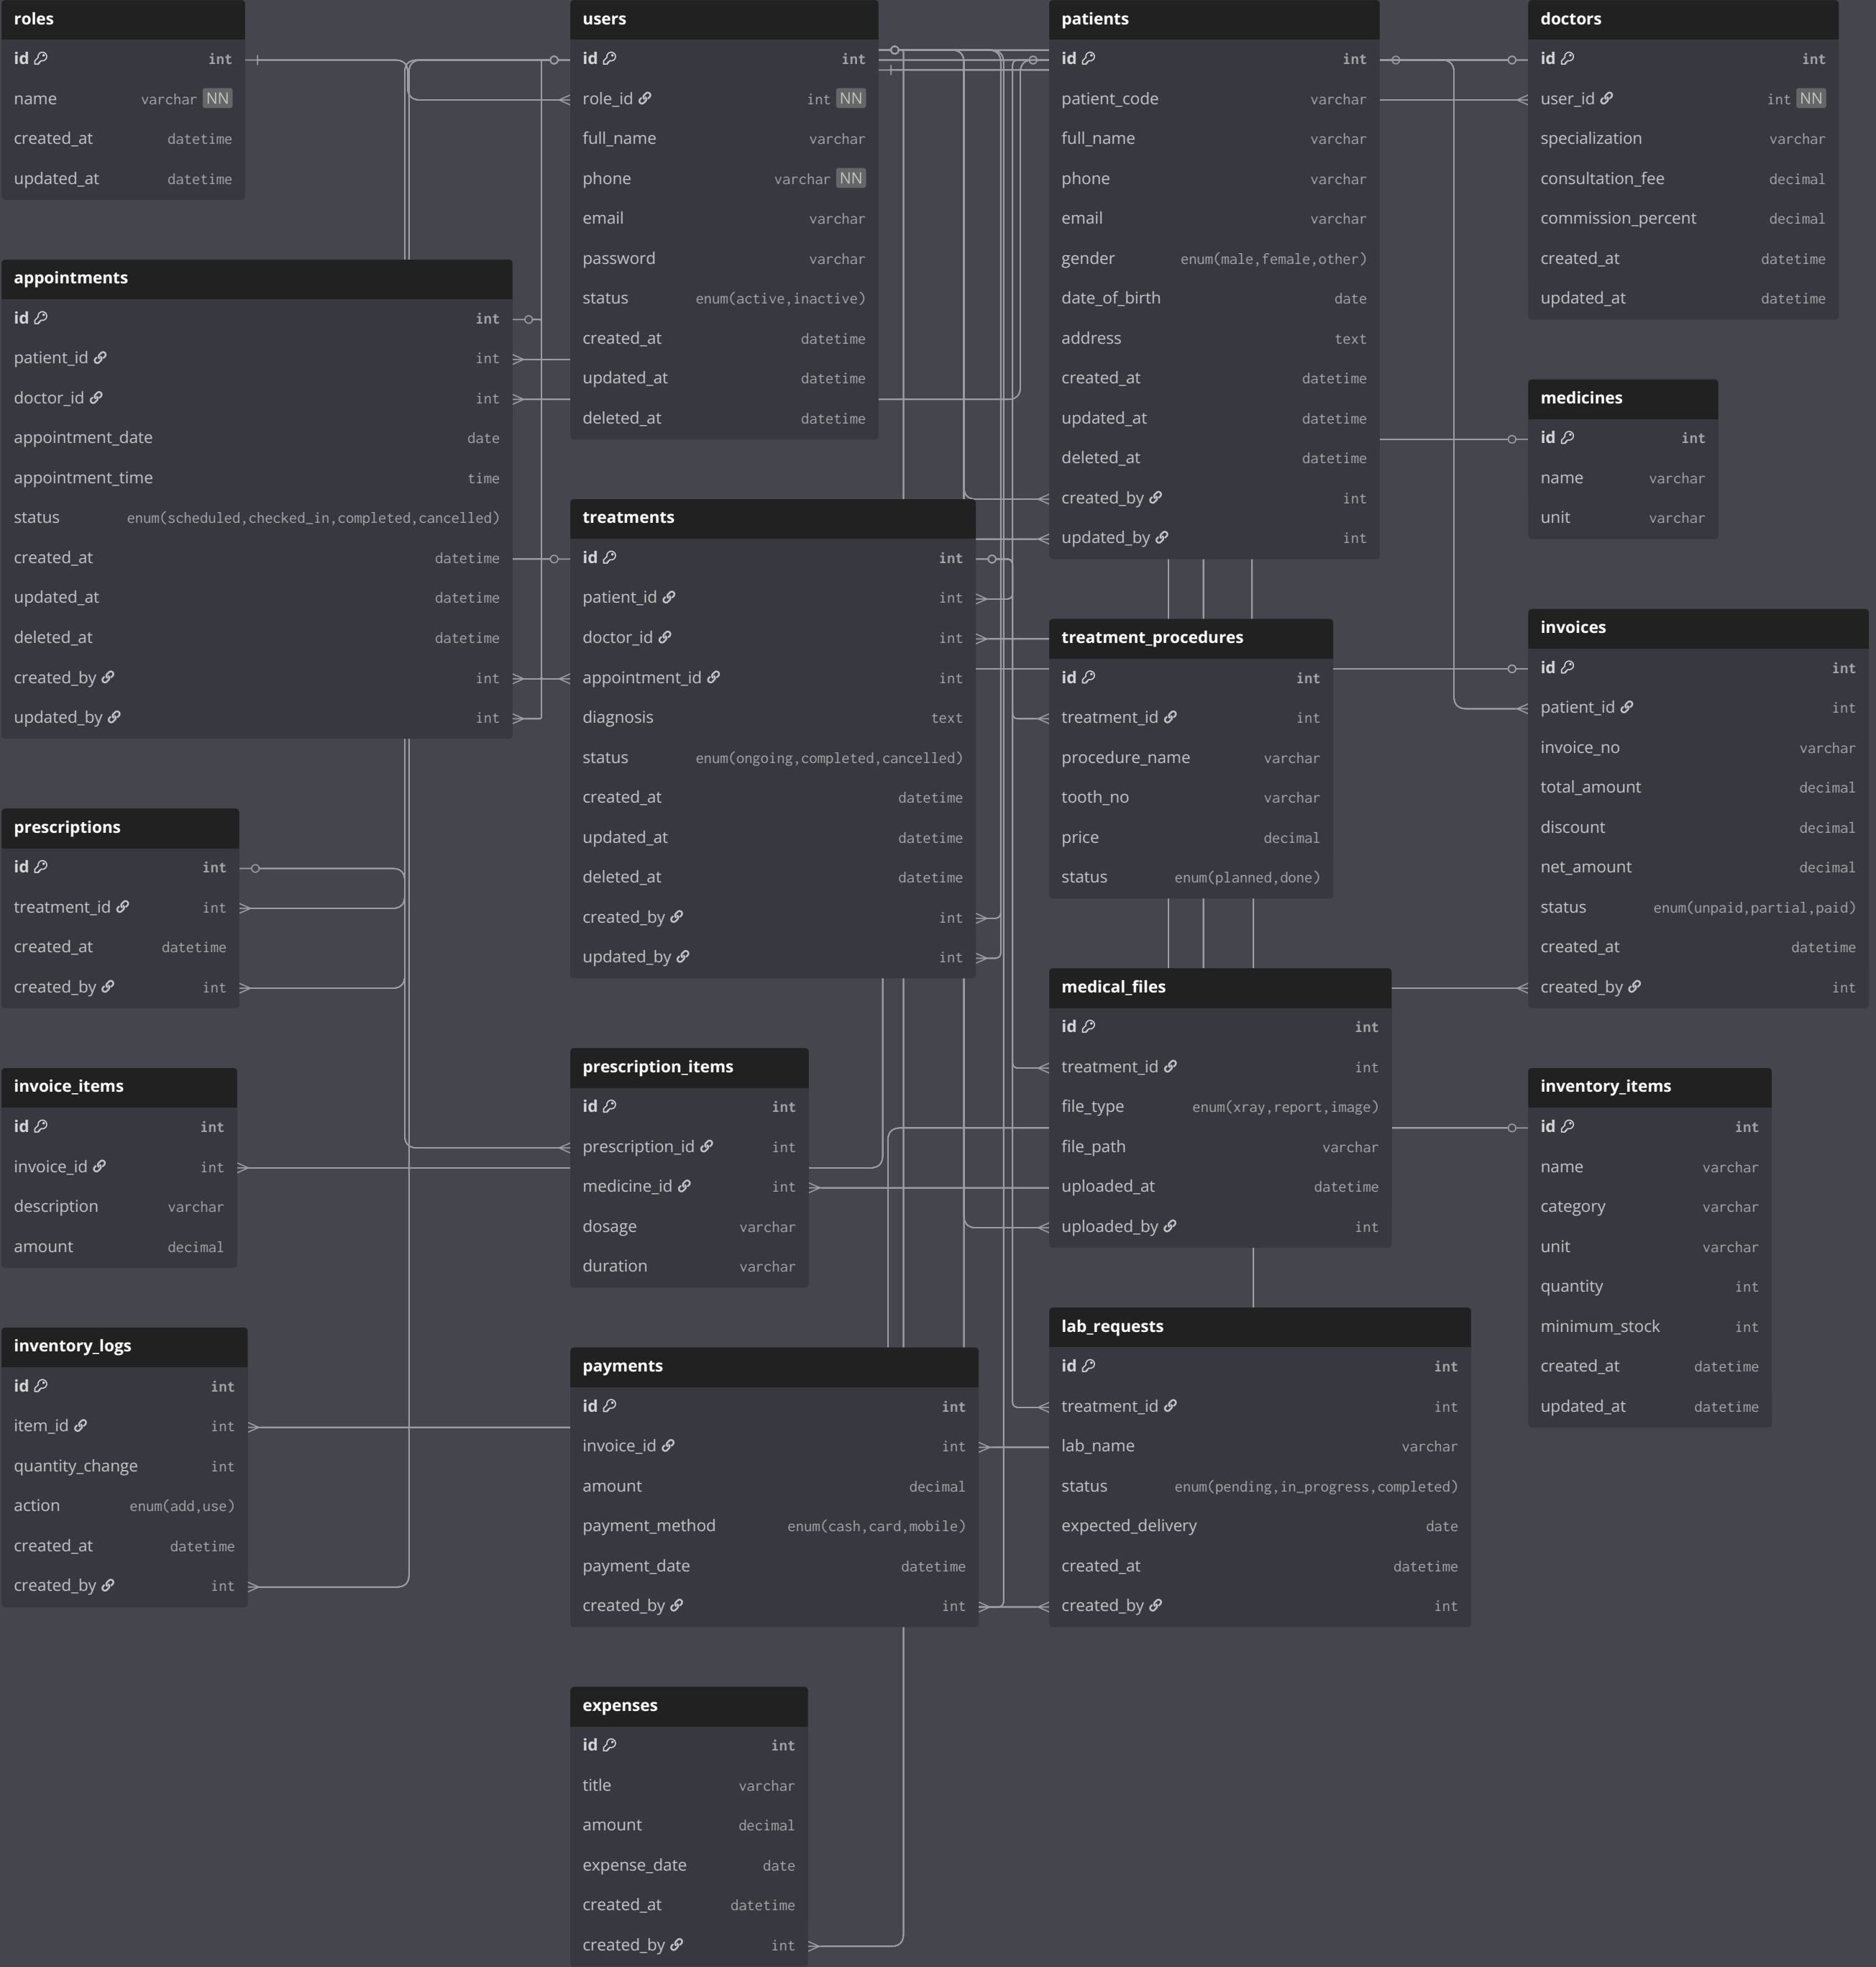 roles
id int
name varchar NN
created_at datetime
updated_at datetime
users
id int
role_id int NN
full_name varchar
phone varchar NN
email varchar
password varchar
status enum(active,inactive)
created_at datetime
updated_at datetime
deleted_at datetime
patients
id int
patient_code varchar
full_name varchar
phone varchar
email varchar
gender enum(male,female,other)
date_of_birth date
address text
created_at datetime
updated_at datetime
deleted_at datetime
created_by int
updated_by int
doctors
id int
user_id int NN
specialization varchar
consultation_fee decimal
commission_percent decimal
created_at datetime
updated_at datetime
appointments
id int
patient_id int
doctor_id int
appointment_date date
appointment_time time
status enum(scheduled,checked_in,completed,cancelled)
created_at datetime
updated_at datetime
deleted_at datetime
created_by int
updated_by int
medicines
id int
name varchar
unit varchar
treatments
id int
patient_id int
doctor_id int
appointment_id int
diagnosis text
status enum(ongoing,completed,cancelled)
created_at datetime
updated_at datetime
deleted_at datetime
created_by int
updated_by int
treatment_procedures
id int
treatment_id int
procedure_name varchar
tooth_no varchar
price decimal
status enum(planned,done)
invoices
id int
patient_id int
invoice_no varchar
total_amount decimal
discount decimal
net_amount decimal
status enum(unpaid,partial,paid)
created_at datetime
created_by int
prescriptions
id int
treatment_id int
created_at datetime
created_by int
medical_files
id int
treatment_id int
file_type enum(xray,report,image)
file_path varchar
uploaded_at datetime
uploaded_by int
prescription_items
id int
prescription_id int
medicine_id int
dosage varchar
duration varchar
invoice_items
id int
invoice_id int
description varchar
amount decimal
inventory_items
id int
name varchar
category varchar
unit varchar
quantity int
minimum_stock int
created_at datetime
updated_at datetime
inventory_logs
id int
item_id int
quantity_change int
action enum(add,use)
created_at datetime
created_by int
payments
id int
invoice_id int
amount decimal
payment_method enum(cash,card,mobile)
payment_date datetime
created_by int
lab_requests
id int
treatment_id int
lab_name varchar
status enum(pending,in_progress,completed)
expected_delivery date
created_at datetime
created_by int
expenses
id int
title varchar
amount decimal
expense_date date
created_at datetime
created_by int